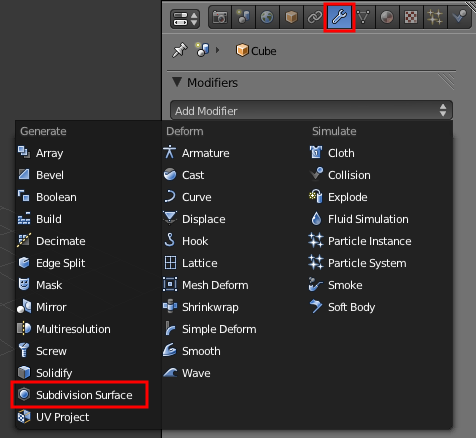 Cube
Modifiers
Add Modifier
Generate
Array
Bevel
Boolean
Build
Decimate
Edge Split
Mask
Mirror
Multiresolution
Screw
Solidify
Subdivision Surface
UV Project
Deform
Armature
Cast
Curve
Displace
Hook
Lattice
Mesh Deform
Shrinkwrap
Simple Deform
Smooth
Wave
Simulate
Cloth
Collision
Explode
Fluid Simulation
Particle Instance
Particle System
Smoke
Soft Body